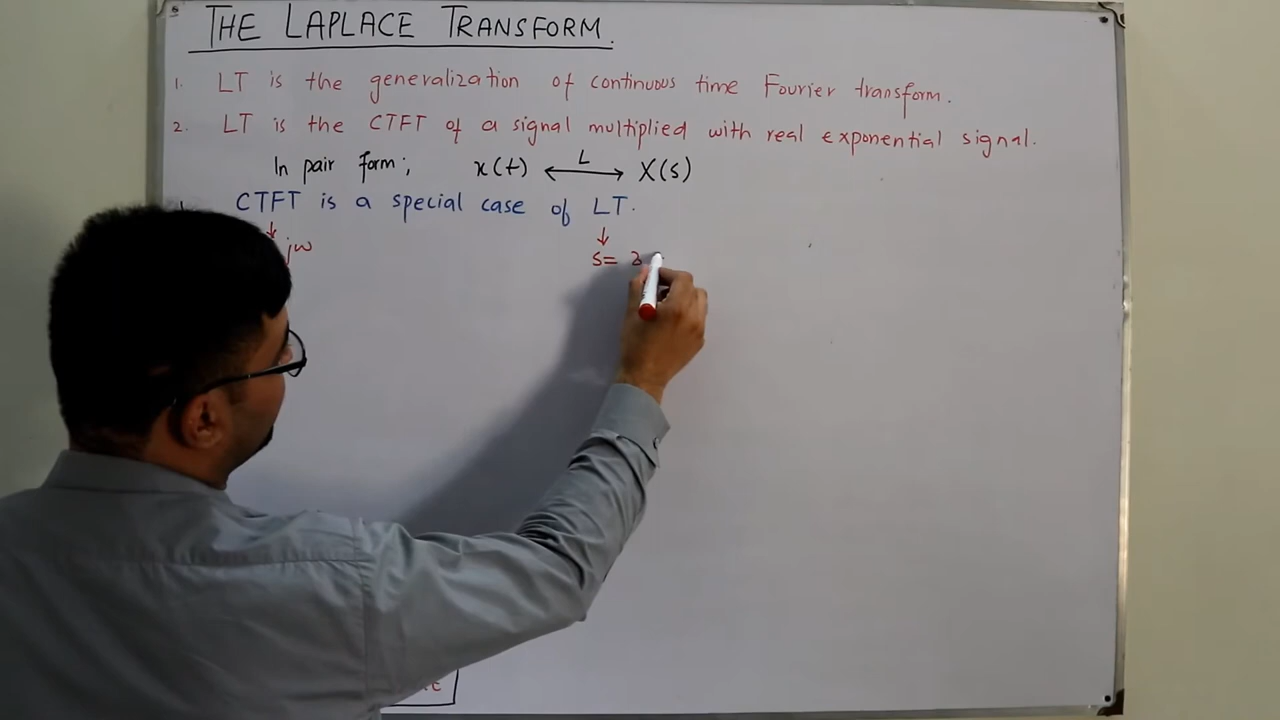 THE LAPLACE TRANSFORM.
1. LT is the generalization of continuous time Fourier transform.
2. LT is the CTFT of a signal multiplied with real exponential signal.
In pair form; x(t) ⟷ L X(s)
CTFT is a special case of LT.
↓ ↓
jω s=